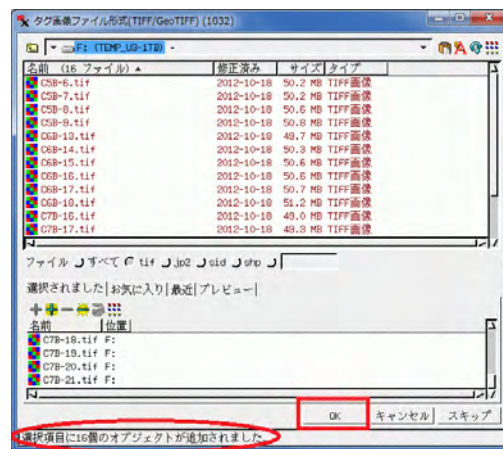 タグ画像ファイル形式(TIFF/GeoTIFF) (1032)
F: (TEMP_U3-1TB)
名前 (16 ファイル) 修正済み サイズ タイプ
C5B-6.tif 2012-10-18 50.2 MB TIFF画像
C5B-7.tif 2012-10-18 50.2 MB TIFF画像
C5B-8.tif 2012-10-18 50.6 MB TIFF画像
C5B-9.tif 2012-10-18 50.8 MB TIFF画像
C6B-13.tif 2012-10-18 49.7 MB TIFF画像
C6B-14.tif 2012-10-18 50.3 MB TIFF画像
C6B-15.tif 2012-10-18 50.6 MB TIFF画像
C6B-16.tif 2012-10-18 50.6 MB TIFF画像
C6B-17.tif 2012-10-18 50.7 MB TIFF画像
C6B-18.tif 2012-10-18 51.2 MB TIFF画像
C7B-16.tif 2012-10-18 49.0 MB TIFF画像
C7B-17.tif 2012-10-18 49.3 MB TIFF画像
ファイル すべて tif jp2 sid shp
選択されました お気に入り 最近 プレビュー
名前 位置
C7B-18.tif F:
C7B-19.tif F:
C7B-20.tif F:
C7B-21.tif F:
OK キャンセル スキップ
選択項目に16個のオブジェクトが追加されました